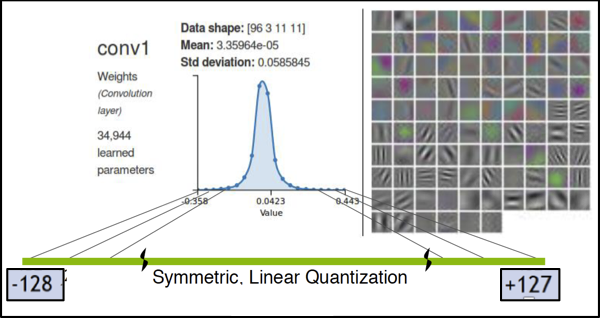 conv1
Weights
(Convolution
layer)
34,944
learned
parameters
Data shape: [96 3 11 11]
Mean: 3.35964e-05
Std deviation: 0.0585845
-0.358
0.0423
0.443
Value
-128
Symmetric, Linear Quantization
+127